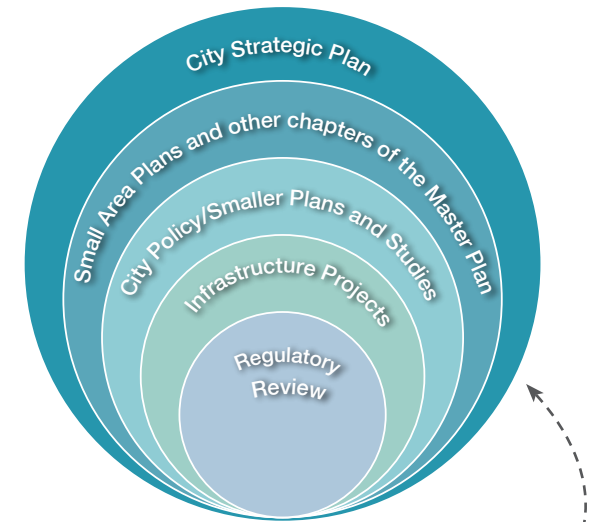 City Strategic Plan
Small Area Plans and other chapters of the Master Plan
City Policy/Smaller Plans and Studies
Infrastructure Projects
Regulatory
Review